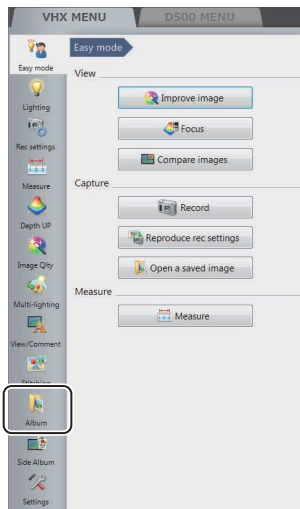 VHX MENU
D500 MENU
Easy mode
Easy mode
Lighting
Rec settings
Measure
Depth UP
Image Qlty
Multi-lighting
View/Comment
Stitching
Album
Side Album
Settings
View
Improve image
Focus
Compare images
Capture
Record
Reproduce rec settings
Open a saved image
Measure
Measure